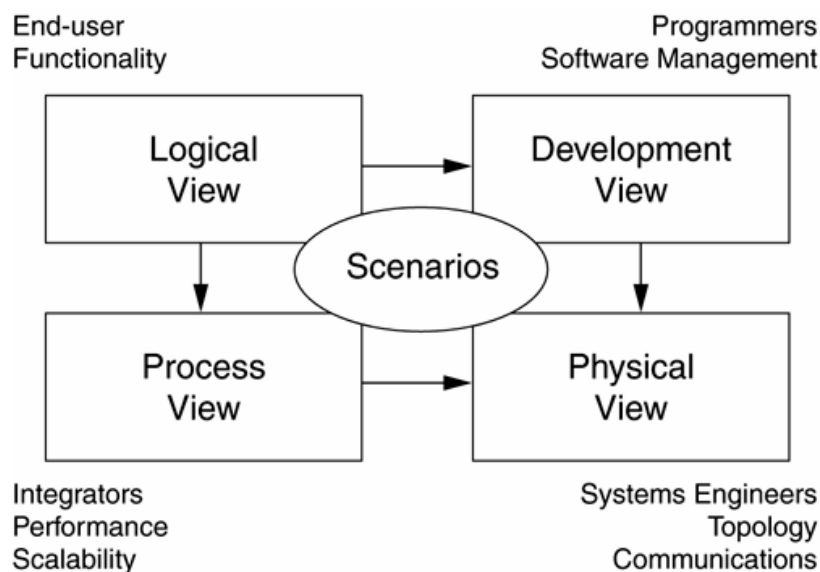 End-user
Functionality
Programmers
Software Management
Logical
View
Development
View
Scenarios
Process
View
Physical
View
Integrators
Performance
Scalability
Systems Engineers
Topology
Communications